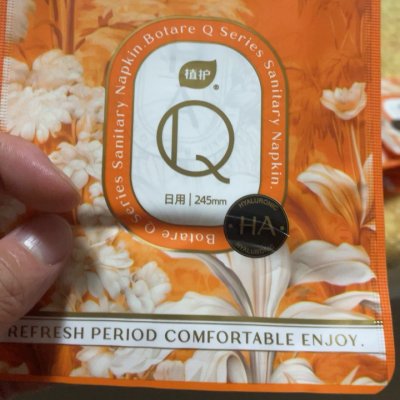 Botare Q Series Sanitary Napkin.
Botare Q Series Sanitary Napkin.
植护
®
Q
日用 | 245mm
HYALURONIC
HA
HYALURONIC
REFRESH PERIOD COMFORTABLE ENJOY.